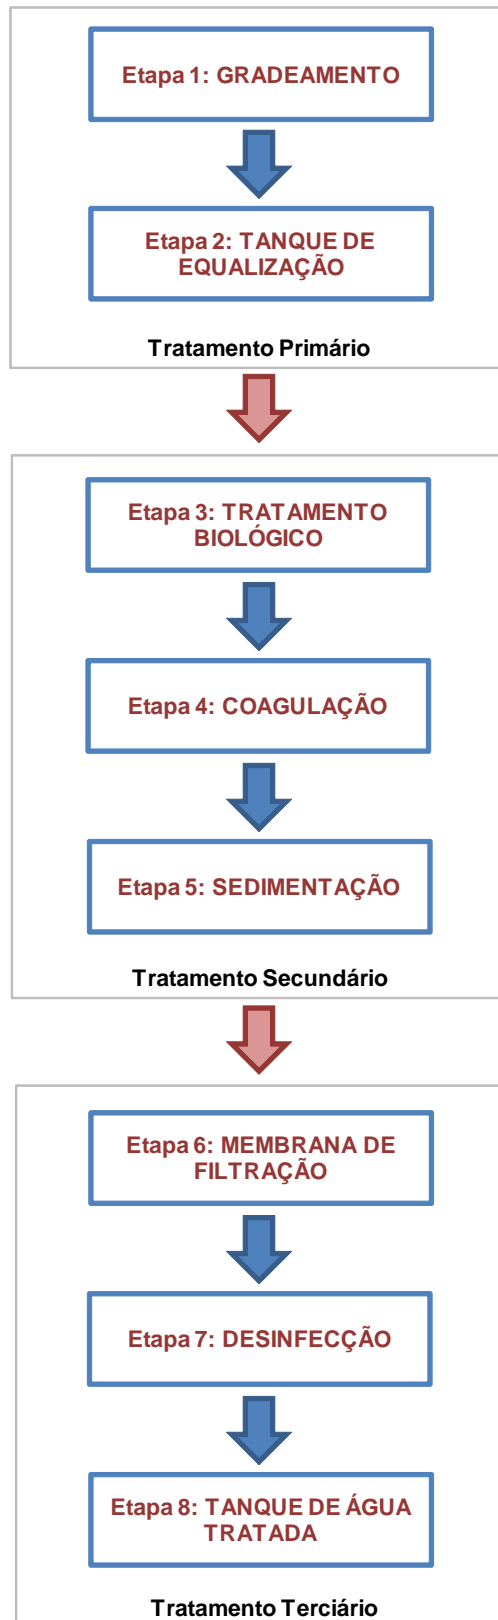 Etapa 1: GRADEAMENTO
Etapa 2: TANQUE DE
EQUALIZAÇÃO
Tratamento Primário
Etapa 3: TRATAMENTO
BIOLÓGICO
Etapa 4: COAGULAÇÃO
Etapa 5: SEDIMENTAÇÃO
Tratamento Secundário
Etapa 6: MEMBRANA DE
FILTRAÇÃO
Etapa 7: DESINFECÇÃO
Etapa 8: TANQUE DE ÁGUA
TRATADA
Tratamento Terciário